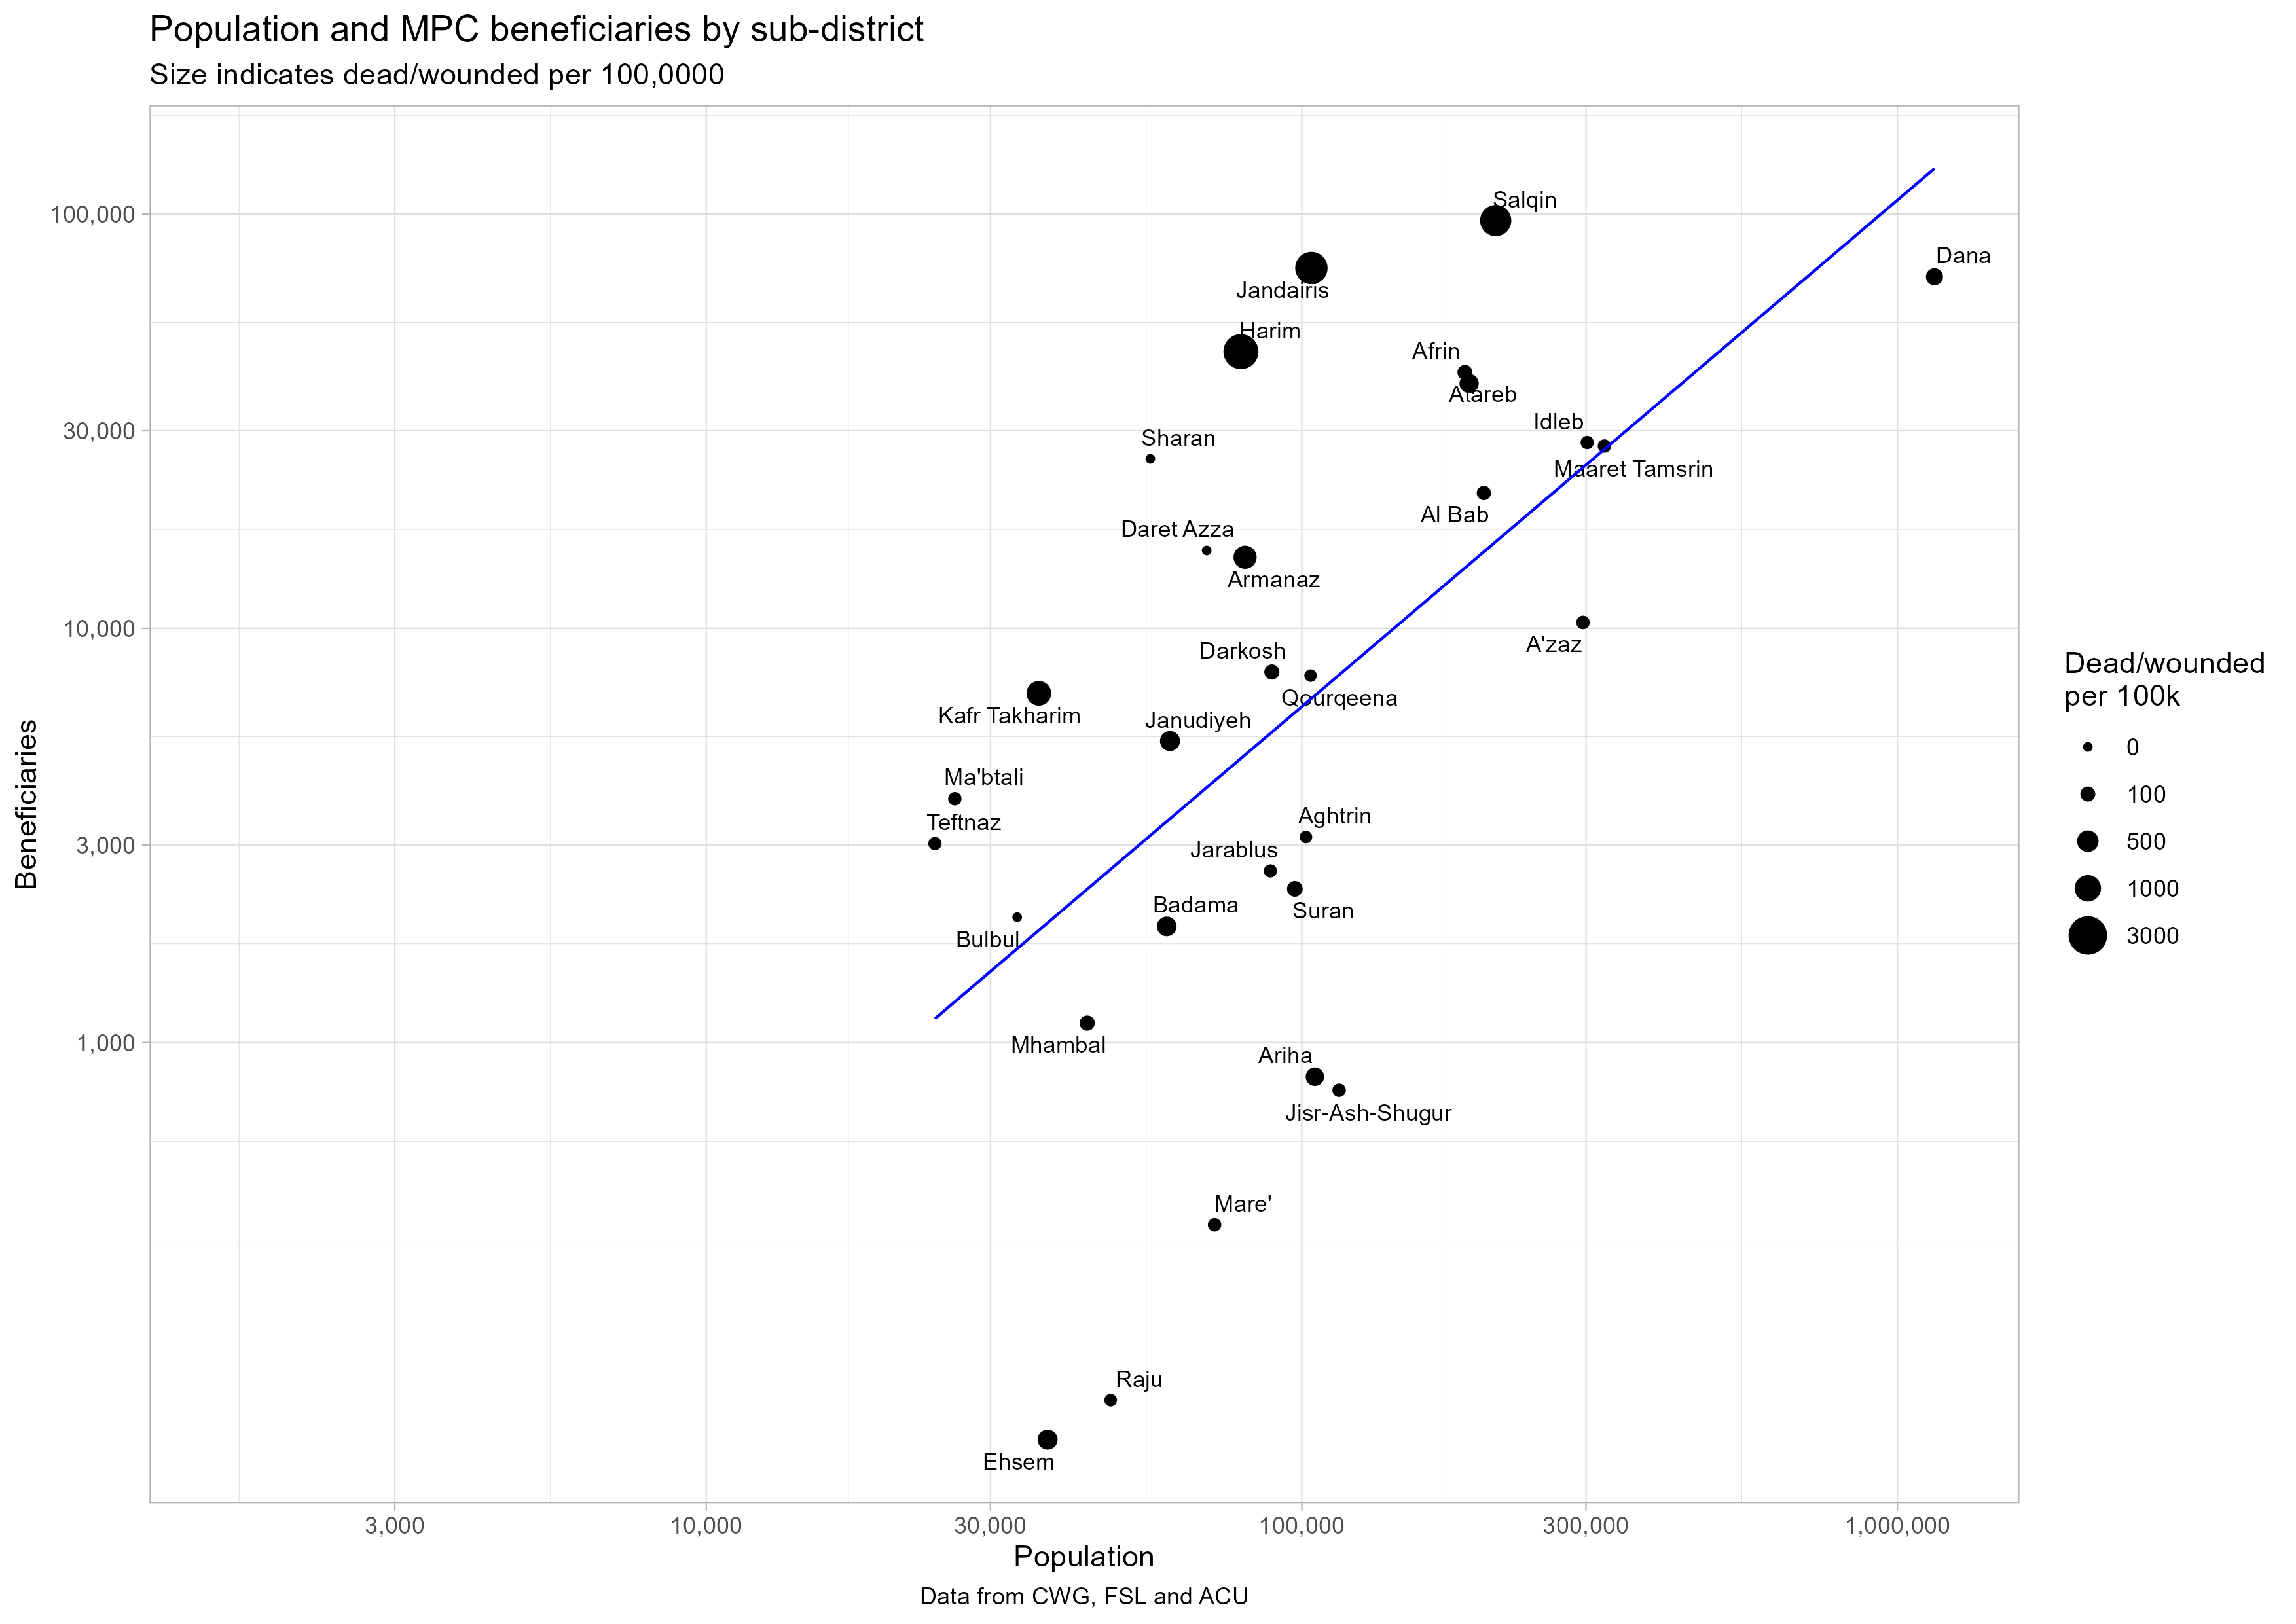 Population and MPC beneficiaries by sub-district
Size indicates dead/wounded per 100,0000
Beneficiaries
100,000
30,000
10,000
3,000
1,000
Salqin
Dana
Jandairis
Harim
Afrin
Atareb
Idleb
Sharan
Maaret Tamsrin
Al Bab
Daret Azza
Armanaz
A'zaz
Darkosh
Qourqeena
Kafr Takharim
Janudiyeh
Ma'btali
Teftnaz
Aghtrin
Jarablus
Badama
Suran
Bulbul
Mhambal
Ariha
Jisr-Ash-Shugur
Mare'
Raju
Ehsem
3,000
10,000
30,000
100,000
300,000
1,000,000
Population
Data from CWG, FSL and ACU
Dead/wounded
per 100k
0
100
500
1000
3000